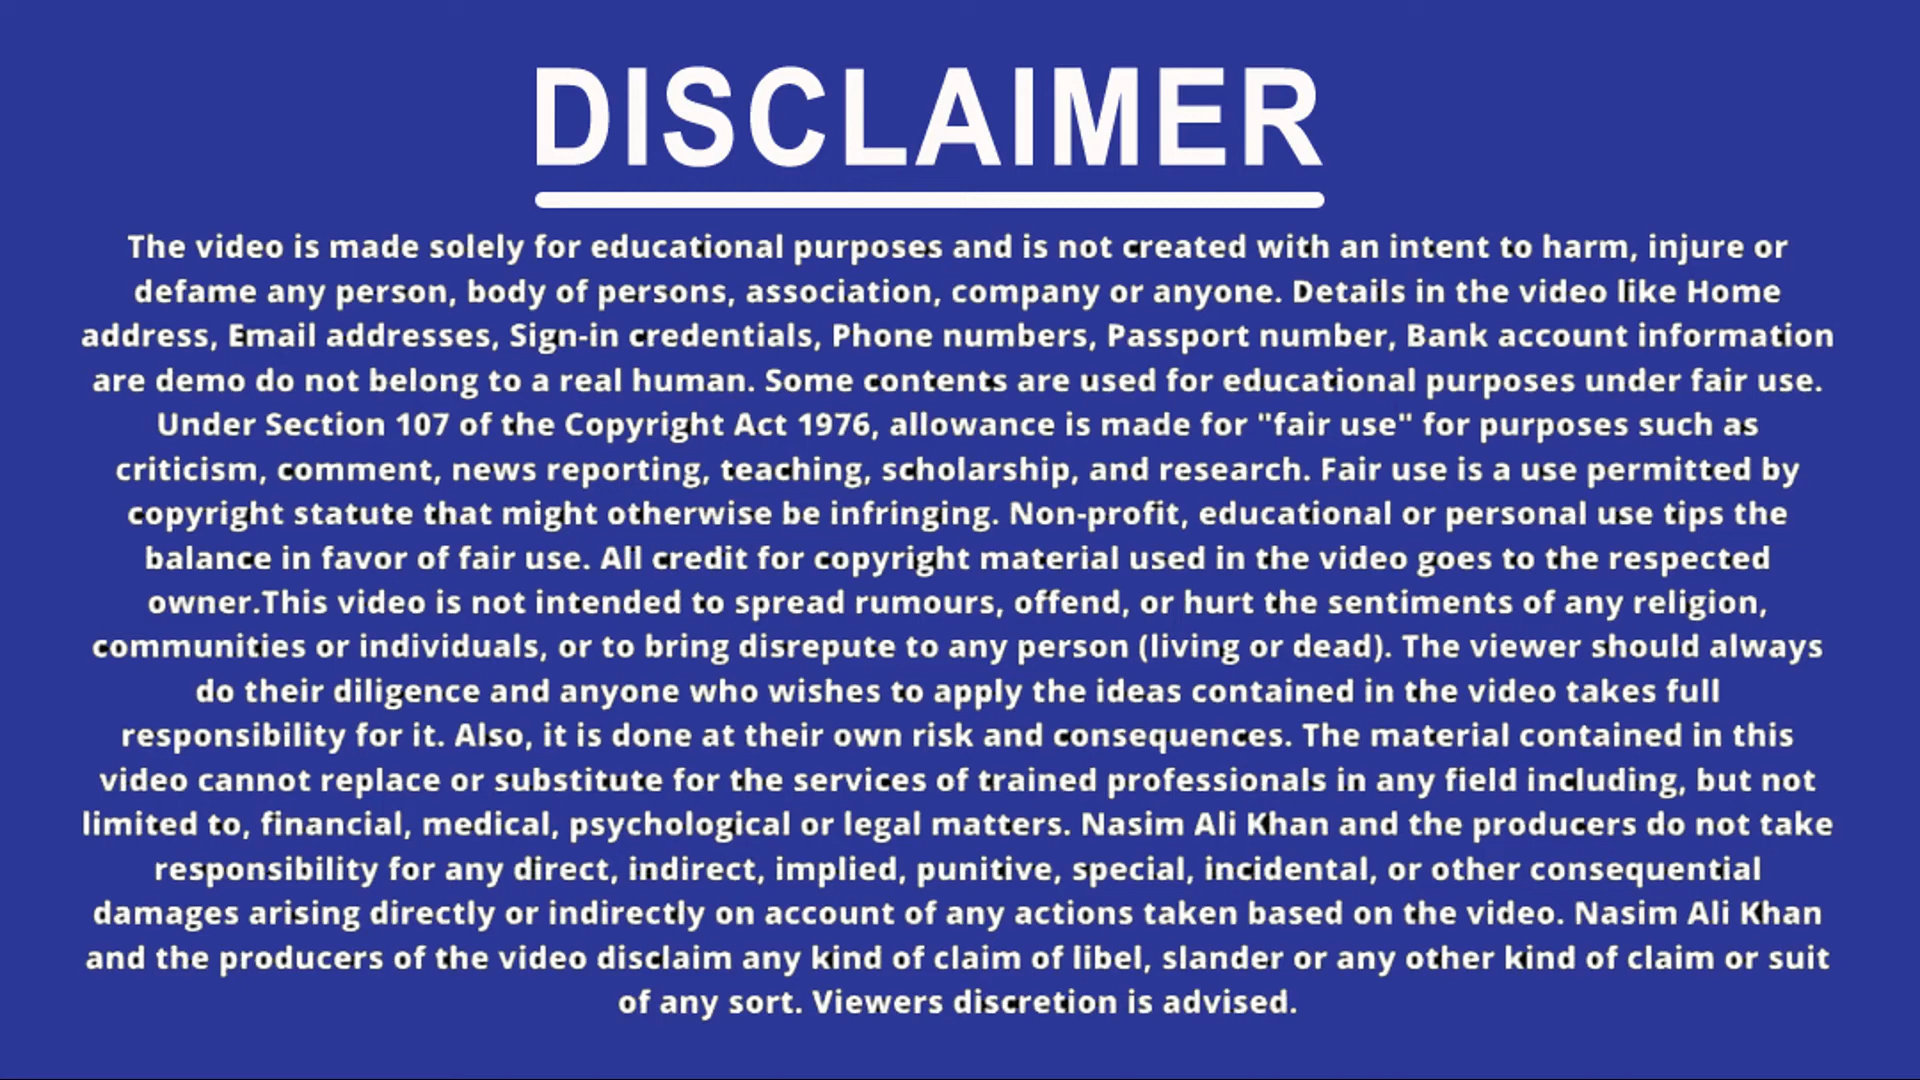 DISCLAIMER
The video is made solely for educational purposes and is not created with an intent to harm, injure or
defame any person, body of persons, association, company or anyone. Details in the video like Home
address, Email addresses, Sign-in credentials, Phone numbers, Passport number, Bank account information
are demo do not belong to a real human. Some contents are used for educational purposes under fair use.
Under Section 107 of the Copyright Act 1976, allowance is made for "fair use" for purposes such as
criticism, comment, news reporting, teaching, scholarship, and research. Fair use is a use permitted by
copyright statute that might otherwise be infringing. Non-profit, educational or personal use tips the
balance in favor of fair use. All credit for copyright material used in the video goes to the respected
owner.This video is not intended to spread rumours, offend, or hurt the sentiments of any religion,
communities or individuals, or to bring disrepute to any person (living or dead). The viewer should always
do their diligence and anyone who wishes to apply the ideas contained in the video takes full
responsibility for it. Also, it is done at their own risk and consequences. The material contained in this
video cannot replace or substitute for the services of trained professionals in any field including, but not
limited to, financial, medical, psychological or legal matters. Nasim Ali Khan and the producers do not take
responsibility for any direct, indirect, implied, punitive, special, incidental, or other consequential
damages arising directly or indirectly on account of any actions taken based on the video. Nasim Ali Khan
and the producers of the video disclaim any kind of claim of libel, slander or any other kind of claim or suit
of any sort. Viewers discretion is advised.